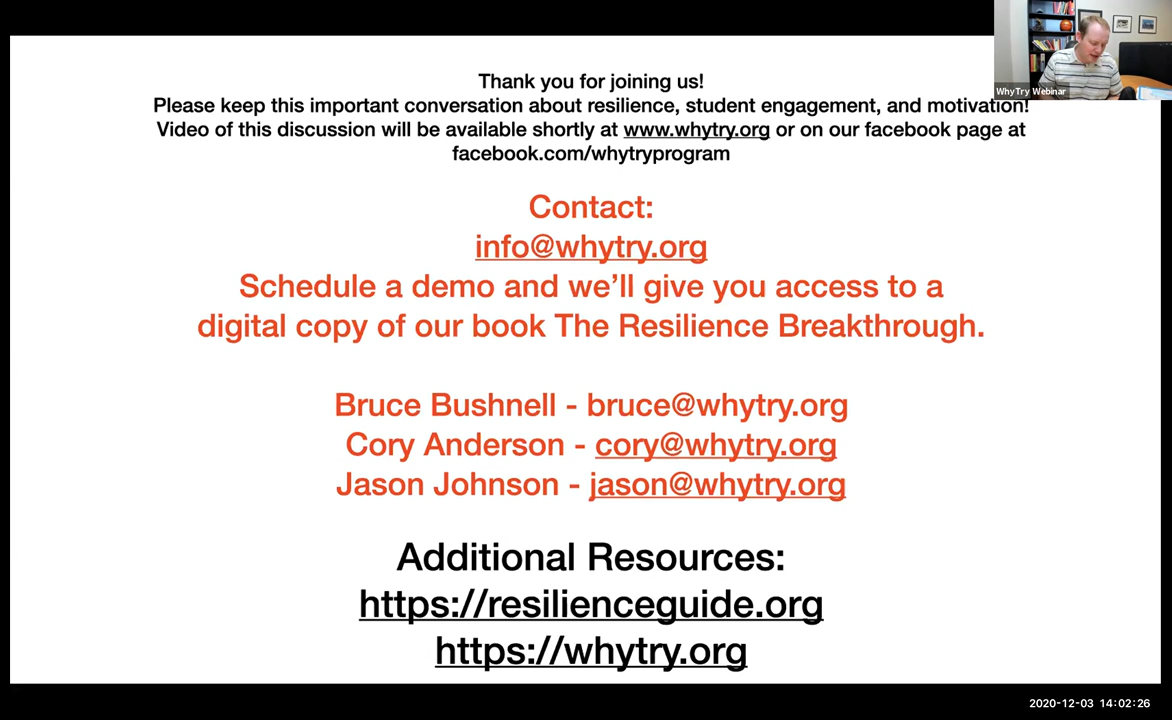 WhyTry Webinar
Thank you for joining us!
Please keep this important conversation about resilience, student engagement, and motivation!
Video of this discussion will be available shortly at www.whytry.org or on our facebook page at
facebook.com/whytryprogram
Contact:
info@whytry.org
Schedule a demo and we’ll give you access to a
digital copy of our book The Resilience Breakthrough.
Bruce Bushnell - bruce@whytry.org
Cory Anderson - cory@whytry.org
Jason Johnson - jason@whytry.org
Additional Resources:
https://resilienceguide.org
https://whytry.org
2020-12-03 14:02:26